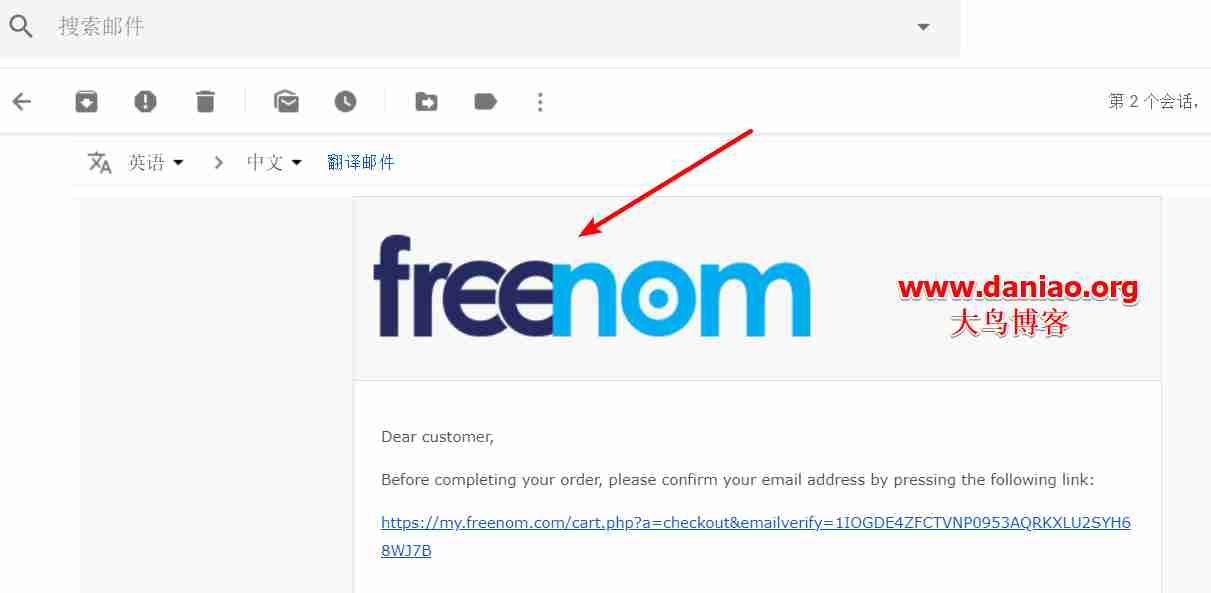 搜索邮件
第 2 个会话,
英语
中文
翻译邮件
freenom
www.daniao.org
大鸟博客
Dear customer,
Before completing your order, please confirm your email address by pressing the following link:
https://my.freenom.com/cart.php?a=checkout&emailverify=1IOGDE4ZFCTVNP0953AQRKXLU2SYH6
8WJ7B